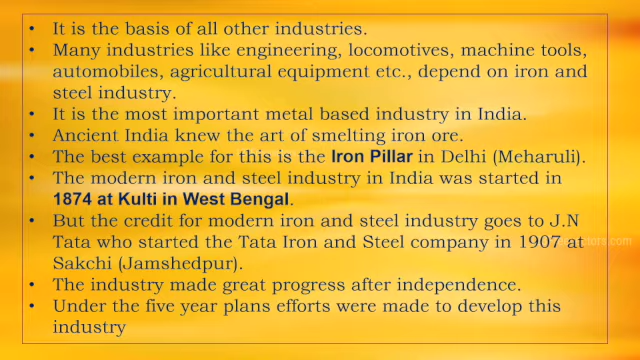 • It is the basis of all other industries.
• Many industries like engineering, locomotives, machine tools,
automobiles, agricultural equipment etc., depend on iron and
steel industry.
• It is the most important metal based industry in India.
• Ancient India knew the art of smelting iron ore.
• The best example for this is the Iron Pillar in Delhi (Meharuli).
• The modern iron and steel industry in India was started in
1874 at Kulti in West Bengal.
• But the credit for modern iron and steel industry goes to J.N
Tata who started the Tata Iron and Steel company in 1907 at
Sakchi (Jamshedpur).
• The industry made great progress after independence.
• Under the five year plans efforts were made to develop this
industry